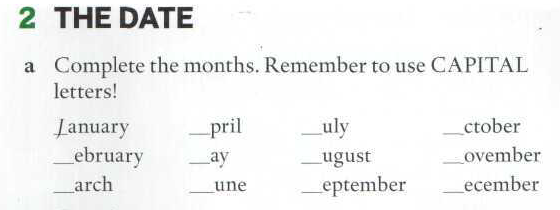 2 THE DATE
a Complete the months. Remember to use CAPITAL
letters!
January __pril __uly __ctober
__ebruary __ay __ugust __ovember
__arch __une __eptember __ecember